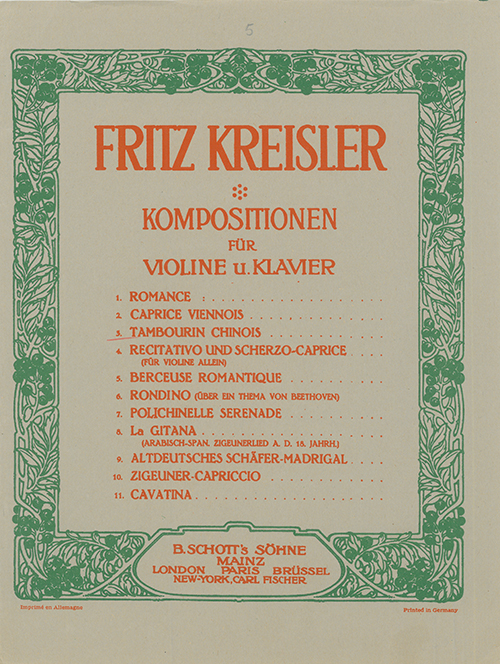 5
FRITZ KREISLER
KOMPOSITIONEN
FÜR
VIOLINE u. KLAVIER
1. ROMANCE : . . . . . . . . . . . . . . . .
2. CAPRICE VIENNOIS . . . . . . . . .
3. TAMBOURIN CHINOIS . . . . . . . . . .
4. RECITATIVO UND SCHERZO-CAPRICE . . . .
(FÜR VIOLINE ALLEIN)
5. BERCEUSE ROMANTIQUE . . . . . . . .
6. RONDINO (ÜBER EIN THEMA VON BEETHOVEN)
7. POLICHINELLE SERENADE . . . . . . . .
8. La GITANA . . . . . . . . . . . . . . . .
(ARABISCH-SPAN. ZIGEUNERLIED A. D. 18. JAHRH.)
9. ALTDEUTSCHES SCHÄFER-MADRIGAL . . . .
10. ZIGEUNER-CAPRICCIO . . . . . . . . .
11. CAVATINA . . . . . . . . . . . . . . . . .
B. SCHOTT's SÖHNE
MAINZ
LONDON PARIS BRÜSSEL
NEW-YORK, CARL FISCHER
Imprimé en Allemagne
Printed in Germany